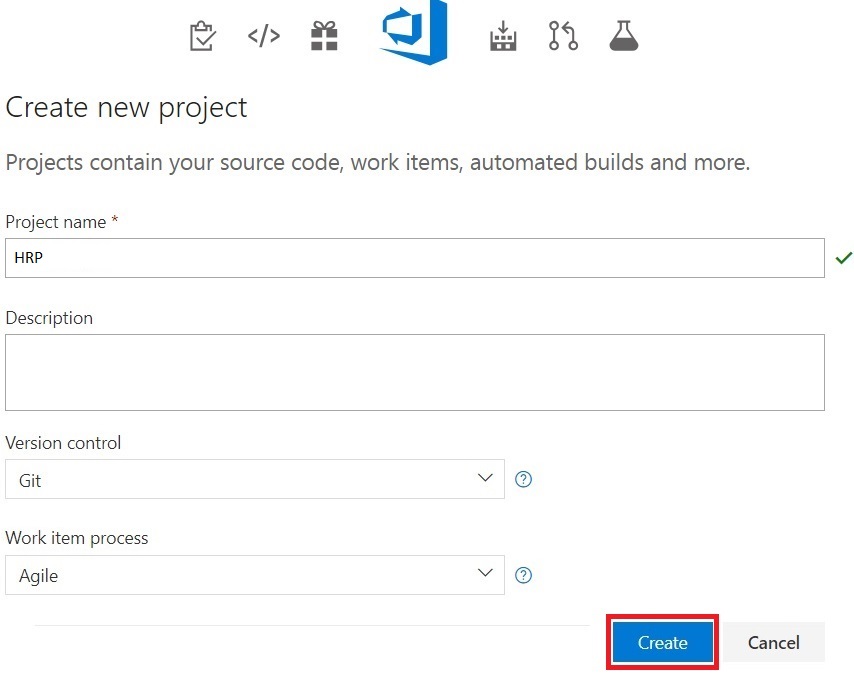 Create new project
Projects contain your source code, work items, automated builds and more.
Project name *
HRP
Description
Version control
Git
?
Work item process
Agile
?
Create
Cancel